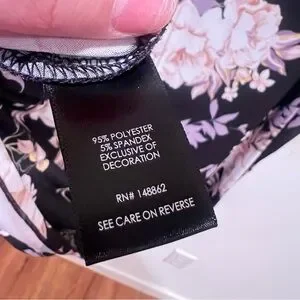 95% POLYESTER
5% SPANDEX
EXCLUSIVE OF
DECORATION
RN# 148862
SEE CARE ON REVERSE